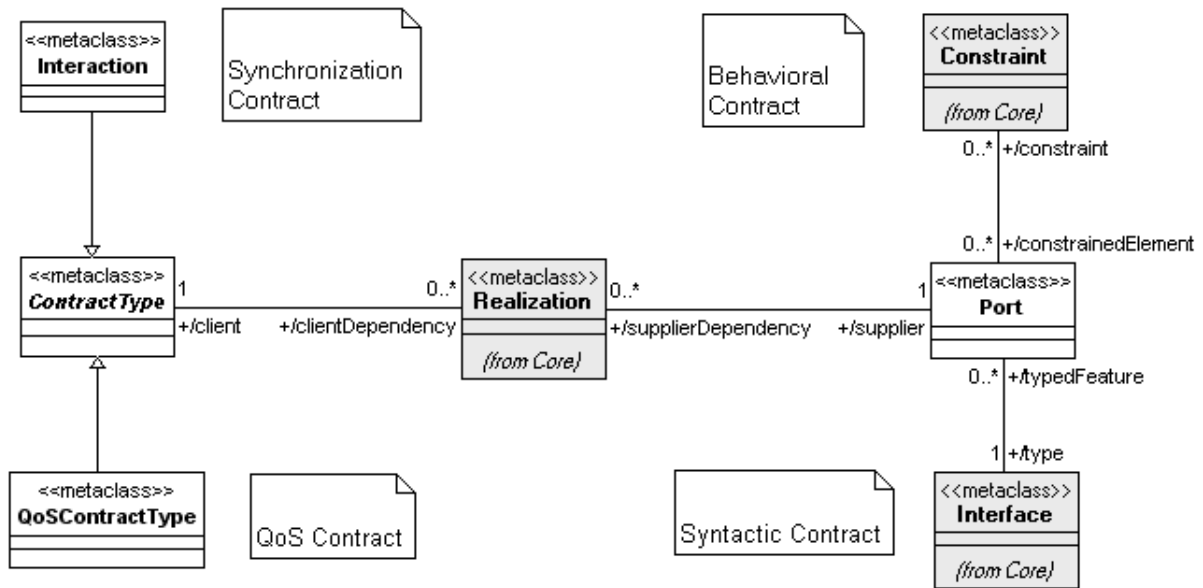 <<metaclass>>
Interaction
Synchronization
Contract
Behavioral
Contract
<<metaclass>>
Constraint
(from Core)
0..* +/constraint
0..* +/constrainedElement
<<metaclass>>
ContractType
1
+/client
0..*
+/clientDependency
<<metaclass>>
Realization
(from Core)
0..*
+/supplierDependency
1
+/supplier
<<metaclass>>
Port
0..* +/typedFeature
1 +/type
<<metaclass>>
QoSContractType
QoS Contract
Syntactic Contract
<<metaclass>>
Interface
(from Core)